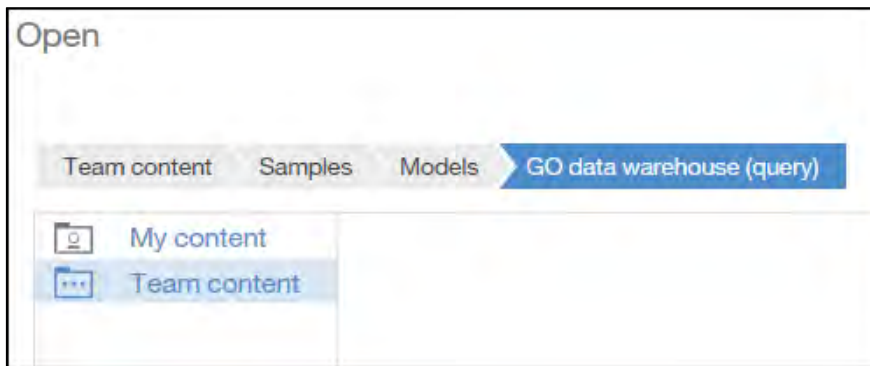 Open
Team content Samples Models GO data warehouse (query)
My content
Team content